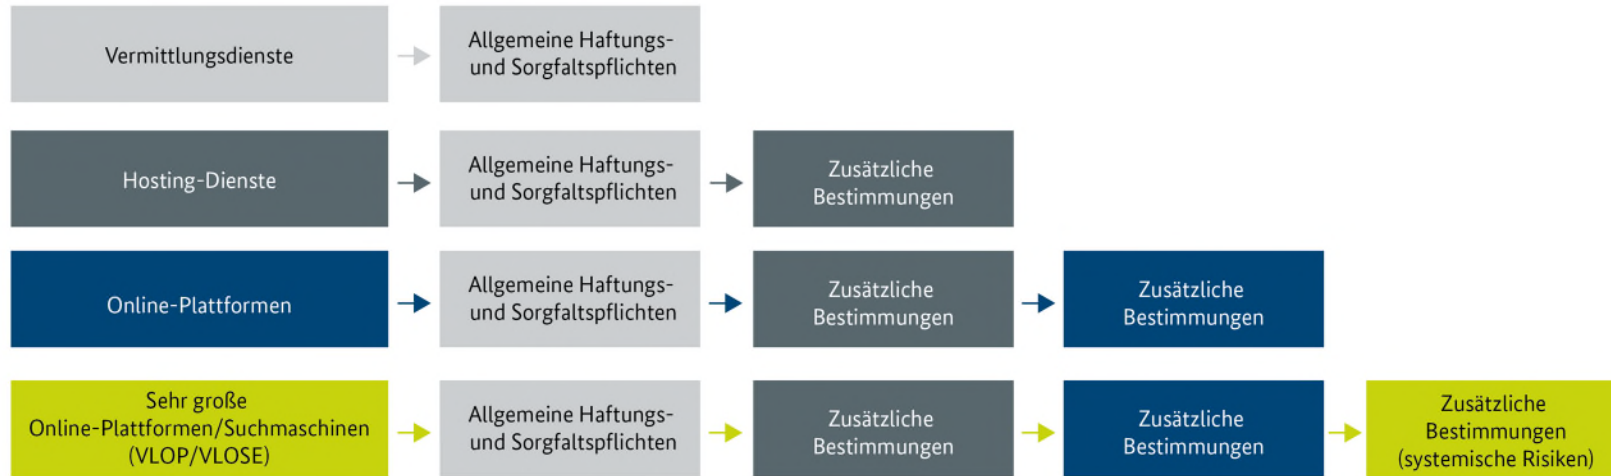 Vermittlungsdienste
Allgemeine Haftungs-
und Sorgfaltspflichten
Hosting-Dienste
Allgemeine Haftungs-
und Sorgfaltspflichten
Zusätzliche
Bestimmungen
Online-Plattformen
Allgemeine Haftungs-
und Sorgfaltspflichten
Zusätzliche
Bestimmungen
Zusätzliche
Bestimmungen
Sehr große
Online-Plattformen/Suchmaschinen
(VLOP/VLOSE)
Allgemeine Haftungs-
und Sorgfaltspflichten
Zusätzliche
Bestimmungen
Zusätzliche
Bestimmungen
Zusätzliche
Bestimmungen
(systemische Risiken)